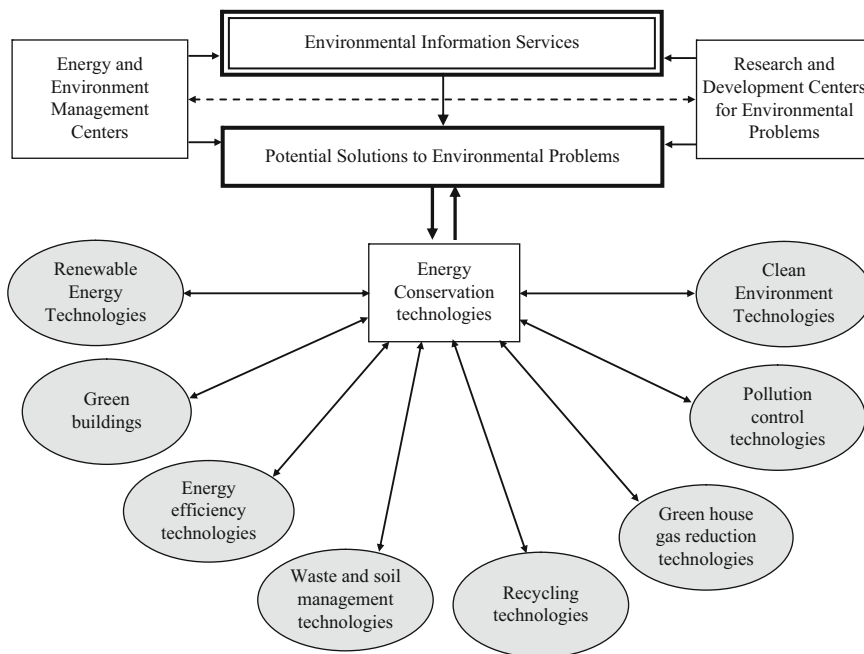 Environmental Information Services
Energy and
Environment
Management
Centers
Research and
Development Centers
for Environmental
Problems
Potential Solutions to Environmental Problems
Energy
Conservation
technologies
Renewable
Energy
Technologies
Clean
Environment
Technologies
Green
buildings
Pollution
control
technologies
Energy
efficiency
technologies
Green house
gas reduction
technologies
Waste and soil
management
technologies
Recycling
technologies